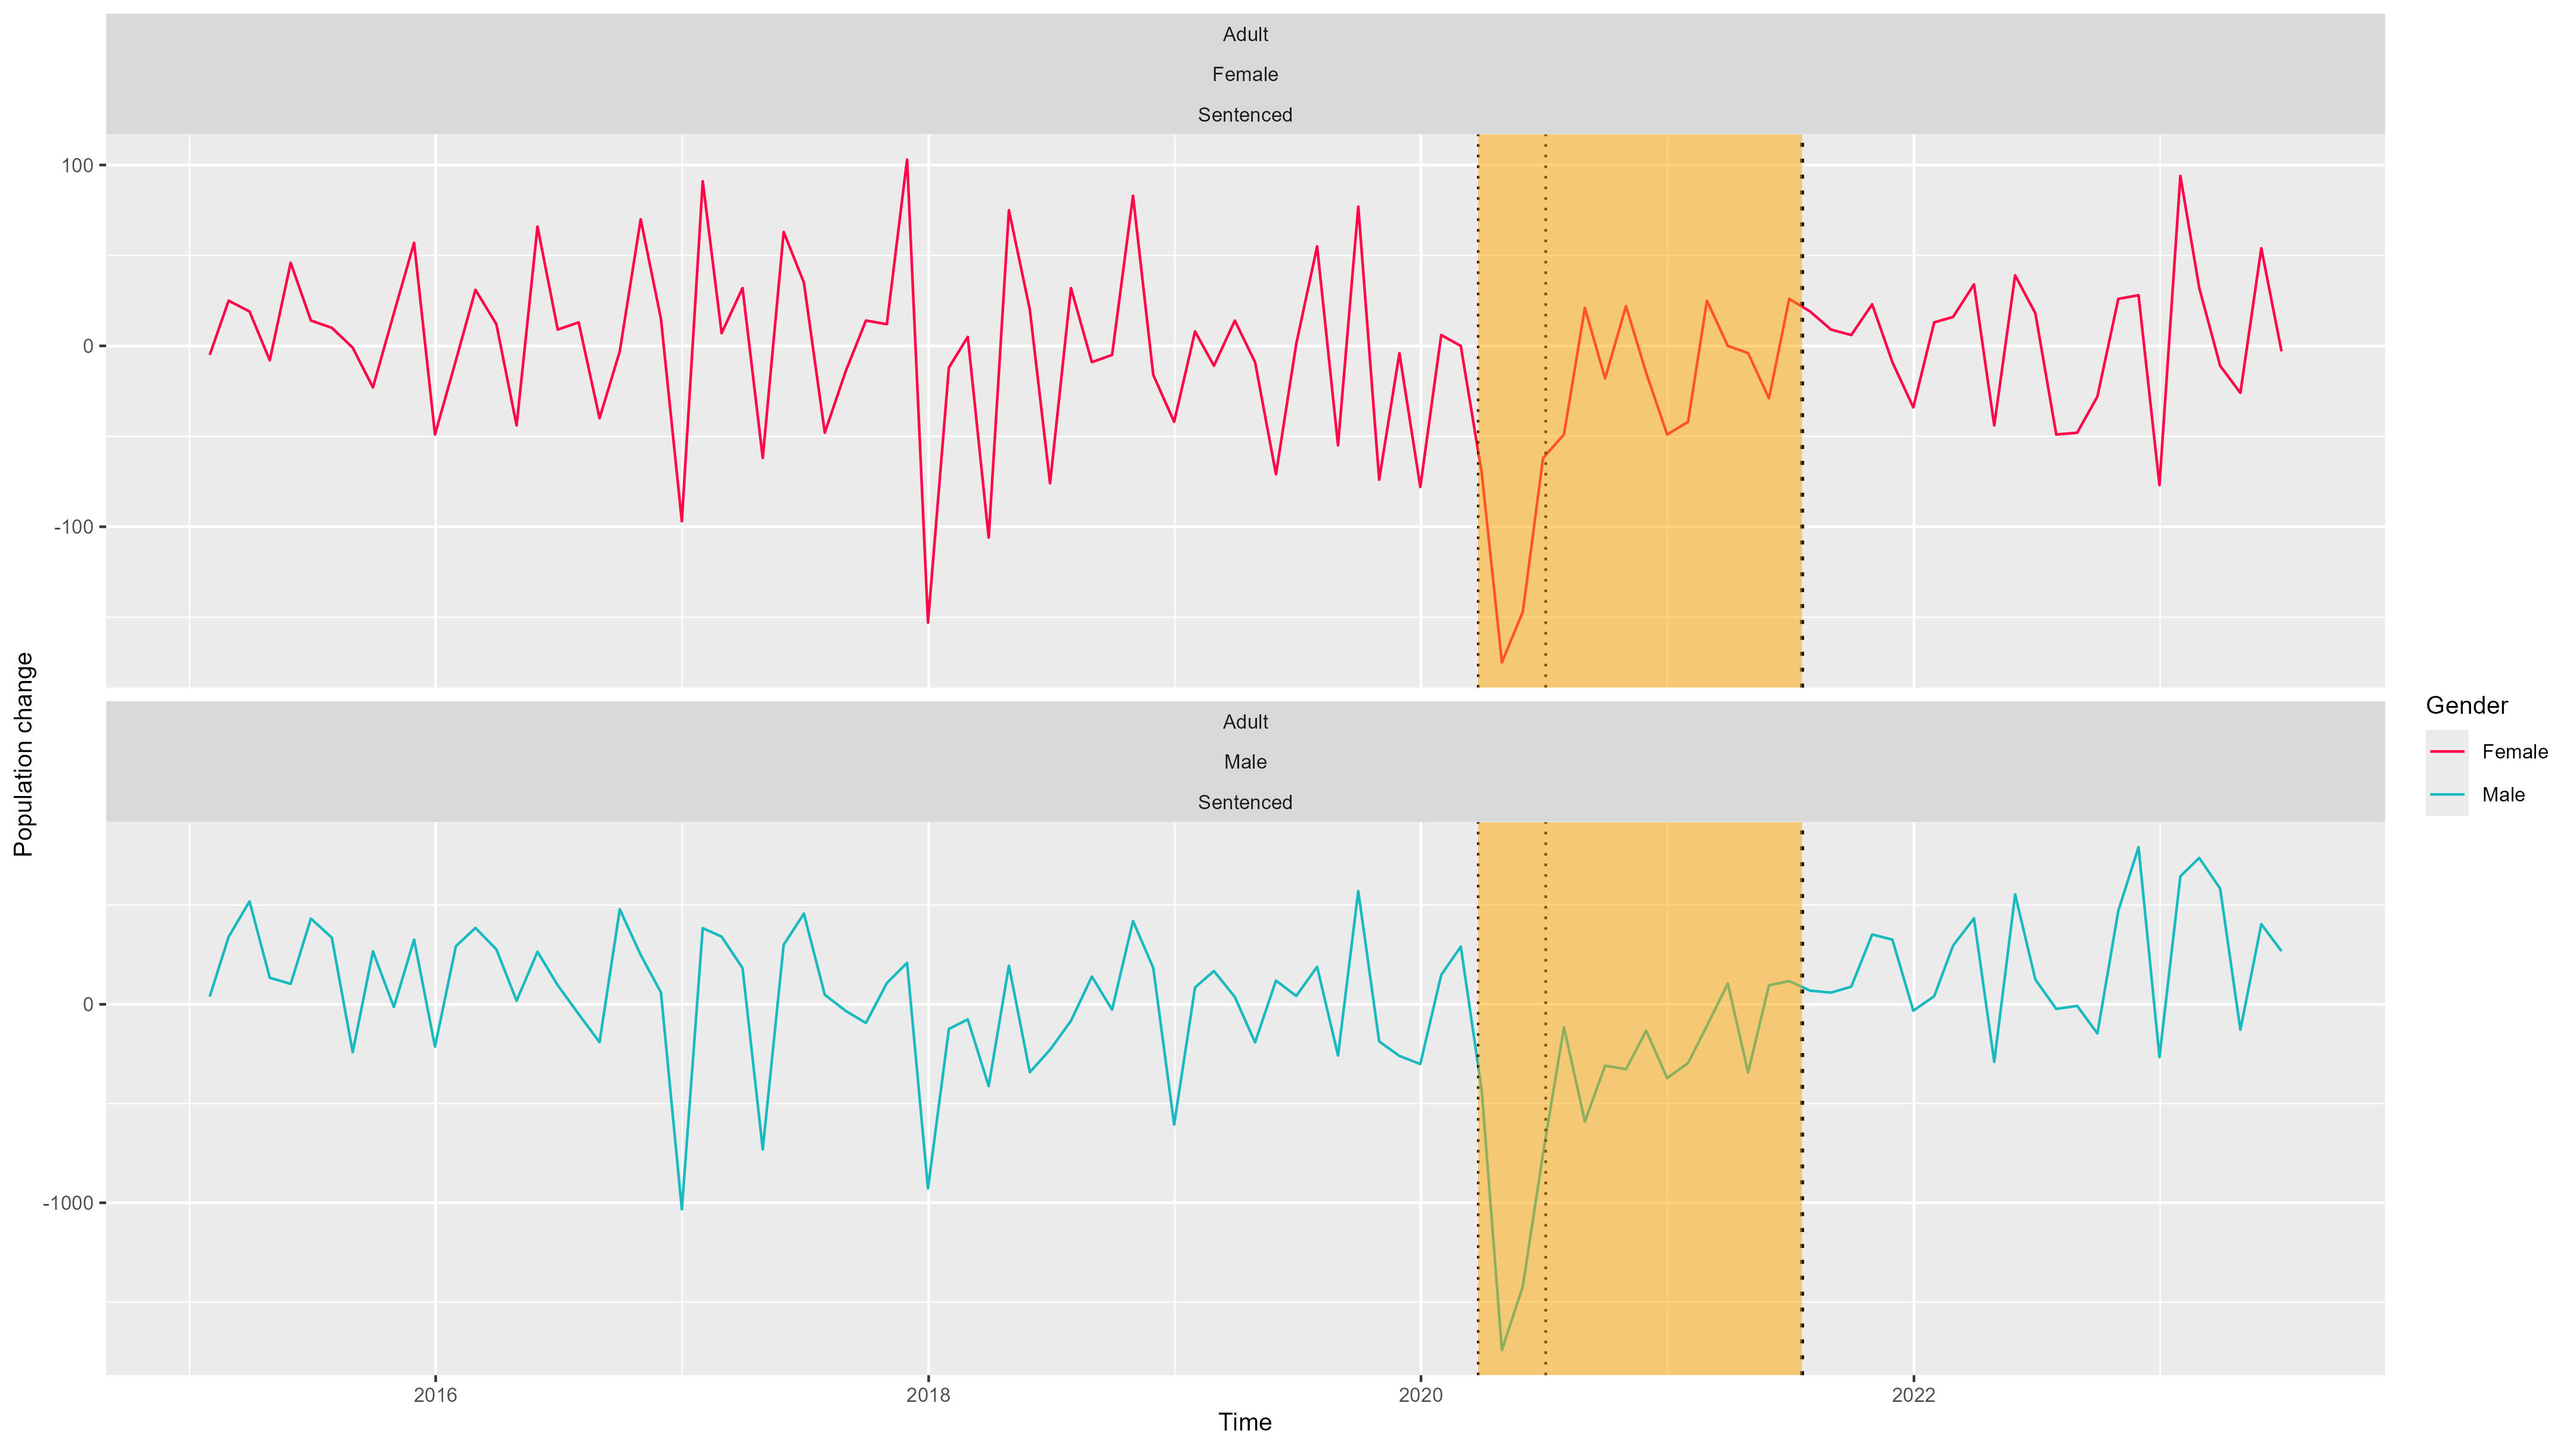 Adult
Female
Sentenced
100
0
-100
Adult
Male
Sentenced
0
-1000
2016
2018
2020
2022
Time
Population change
Gender
Female
Male